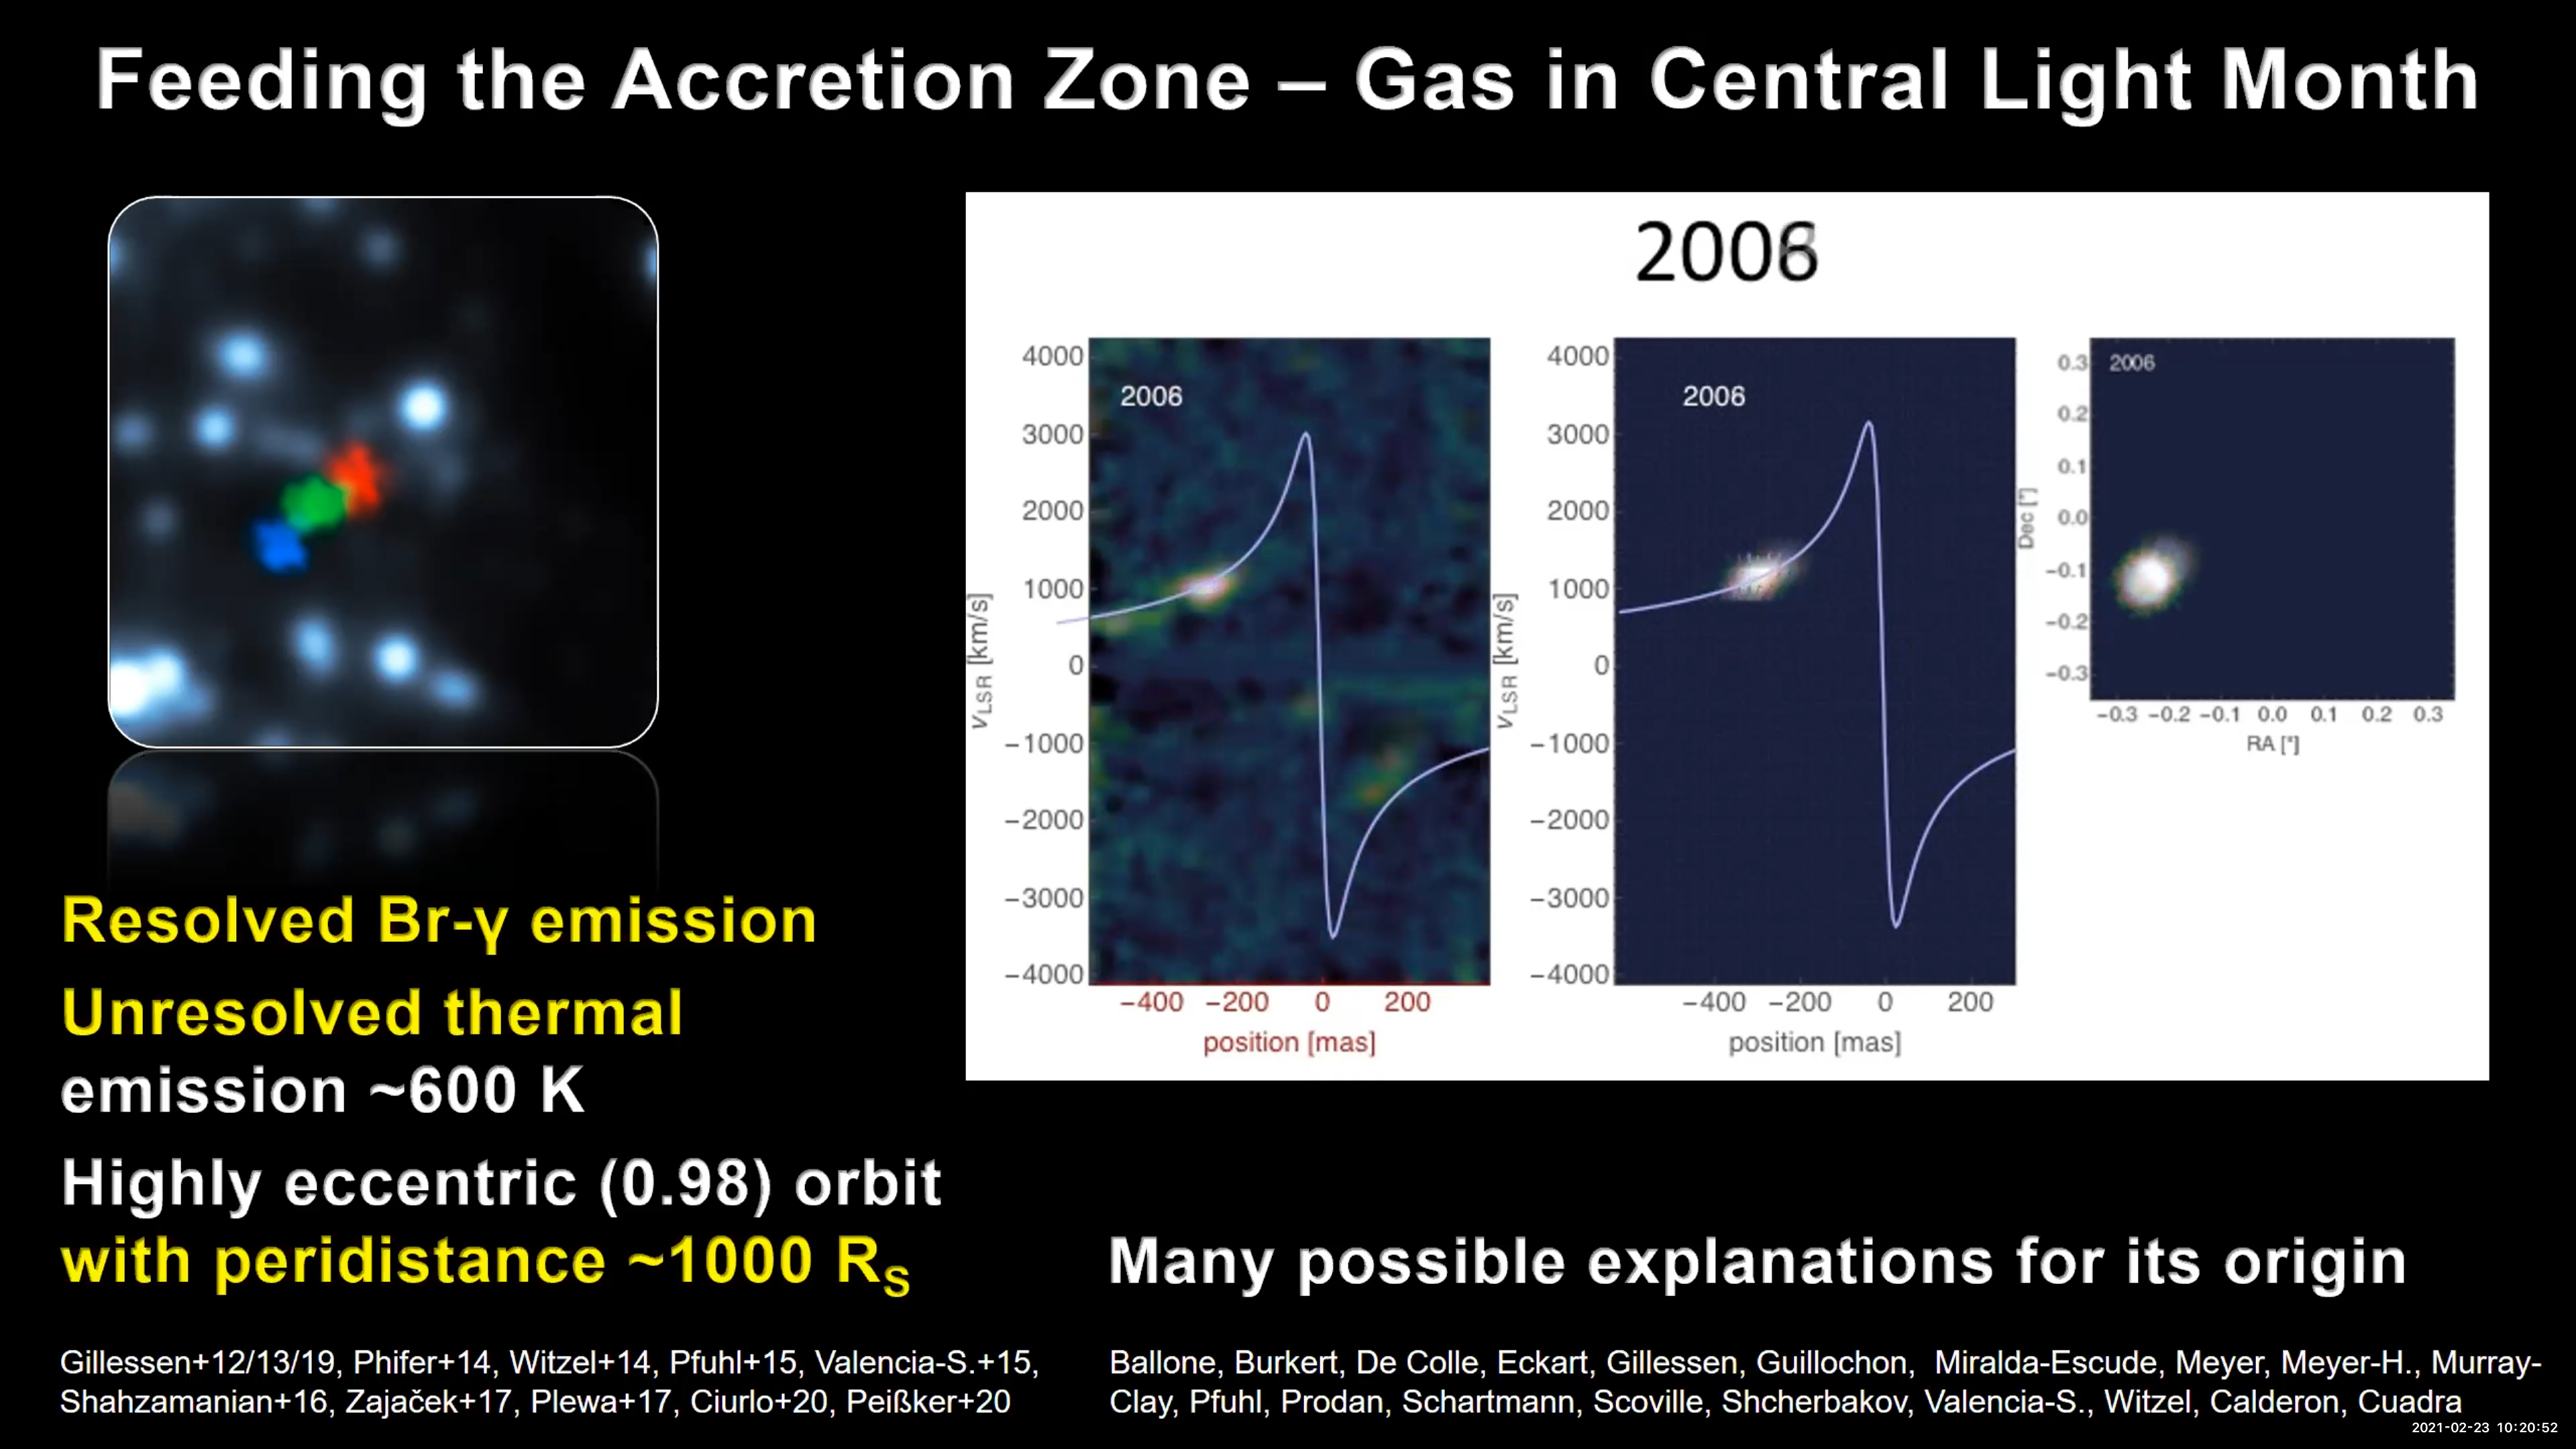 Feeding the Accretion Zone – Gas in Central Light Month
2006
4000
3000
2000
1000
0
−1000
−2000
−3000
−4000
vLSR [km/s]
2006
−400 −200 0 200
position [mas]
4000
3000
2000
1000
0
−1000
−2000
−3000
−4000
vLSR [km/s]
2006
−400 −200 0 200
position [mas]
0.3
0.2
0.1
0.0
−0.1
−0.2
−0.3
Dec ["]
2006
−0.3 −0.2 −0.1 0.0 0.1 0.2 0.3
RA ["]
Resolved Br-γ emission
Unresolved thermal
emission ~600 K
Highly eccentric (0.98) orbit
with peridistance ~1000 RS
Many possible explanations for its origin
Gillessen+12/13/19, Phifer+14, Witzel+14, Pfuhl+15, Valencia-S.+15,
Shahzamanian+16, Zajaček+17, Plewa+17, Ciurlo+20, Peißker+20
Ballone, Burkert, De Colle, Eckart, Gillessen, Guillochon, Miralda-Escude, Meyer, Meyer-H., Murray-
Clay, Pfuhl, Prodan, Schartmann, Scoville, Shcherbakov, Valencia-S., Witzel, Calderon, Cuadra
2021-02-23 10:20:52